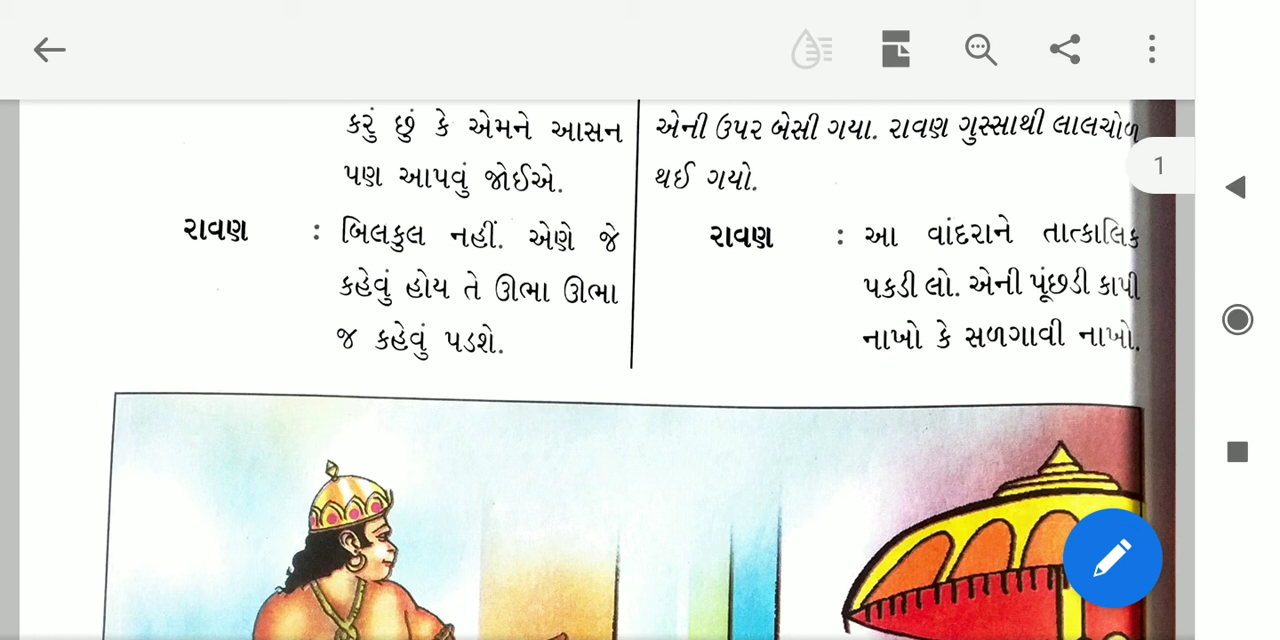 કરું છું કે એમને આસન
પણ આપવું જોઈએ.
રાવણ : બિલકુલ નહીં. એણે જે
કહેવું હોય તે ઊભા ઊભા
જ કહેવું પડશે.
એની ઉપર બેસી ગયા. રાવણ ગુસ્સાથી લાલચોળ
થઈ ગયો.
રાવણ : આ વાંદરાને તાત્કાલિક
પકડી લો. એની પૂંછડી કાપી
નાખો કે સળગાવી નાખો.
1